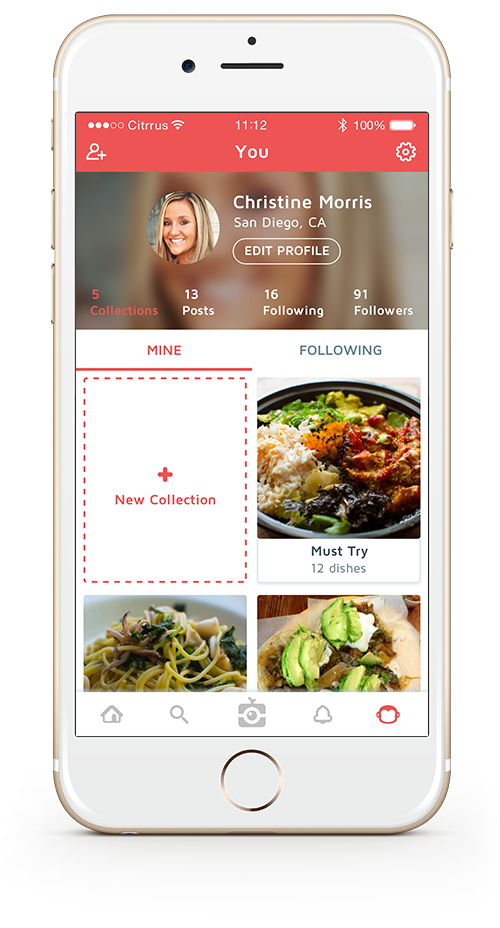 Citrrus 11:12 100%
You
Christine Morris
San Diego, CA
EDIT PROFILE
5 13 16 91
Collections Posts Following Followers
MINE FOLLOWING
+
New Collection
Must Try
12 dishes